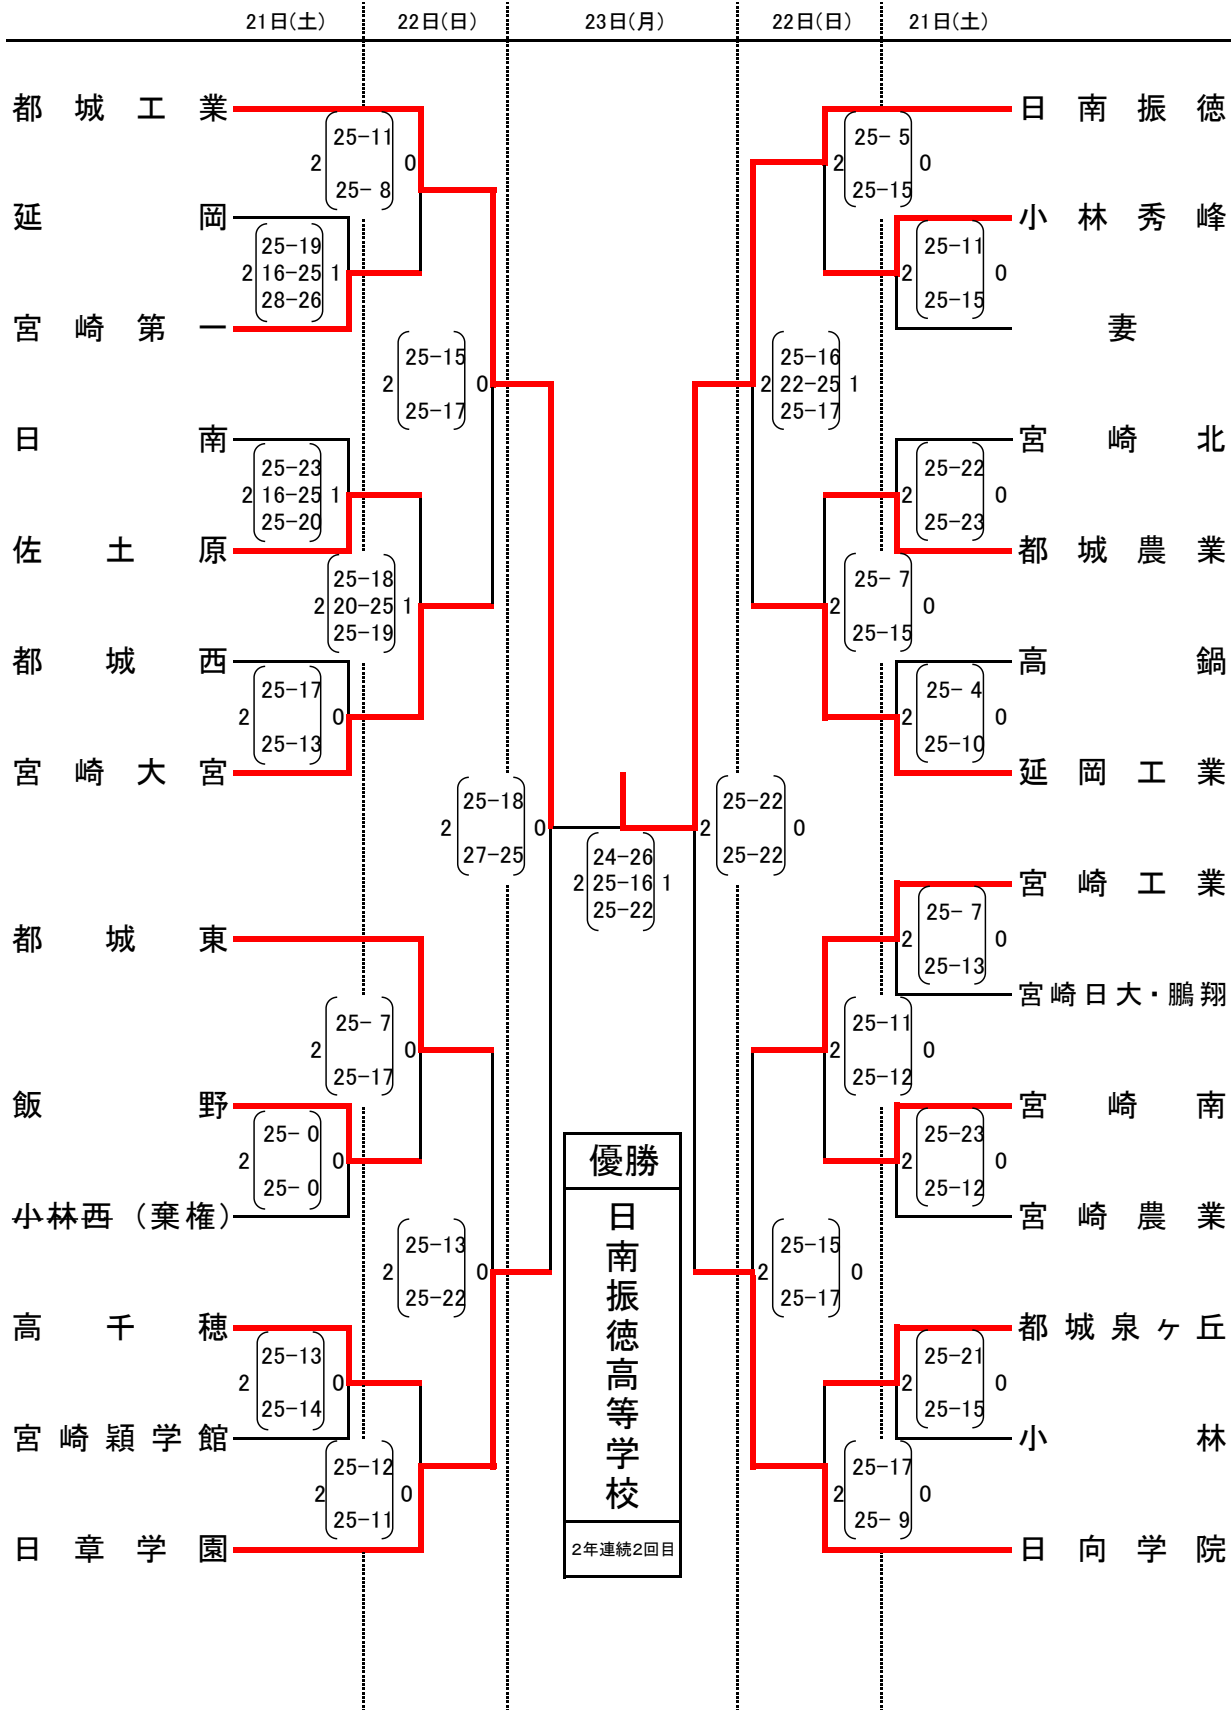 21日(土) 22日(日) 23日(月) 22日(日) 21日(土)
都城工業 日南振徳
25-11 25- 5
2 0 2 0
25- 8 25-15
延岡 小林秀峰
25-19 25-11
2 16-25 1 2 0
28-26 25-15
宮崎第一 妻
25-15 25-16
2 0 2 22-25 1
25-17 25-17
日南 宮崎北
25-23 25-22
2 16-25 1 2 0
25-20 25-23
佐土原 都城農業
25-18 25- 7
2 20-25 1 2 0
25-19 25-15
都城西 高鍋
25-17 25- 4
2 0 2 0
25-13 25-10
宮崎大宮 延岡工業
25-18 25-22
2 0 2 0
27-25 25-22
24-26
2 25-16 1
25-22
宮崎工業
25- 7
都城東 2 0
25-13
宮崎日大・鵬翔
25- 7 25-11
2 0 2 0
25-17 25-12
飯野 宮崎南
25- 0 25-23
2 0 2 0
25- 0 25-12
優勝
小林西（棄権） 宮崎農業
日南振徳高等学校
25-13 25-15
2 0 2 0
25-22 25-17
高千穂 都城泉ヶ丘
25-13 25-21
2 0 2 0
25-14 25-15
宮崎穎学館 小林
25-12 25-17
2 0 2 0
25-11 25- 9
日章学園 2年連続2回目 日向学院